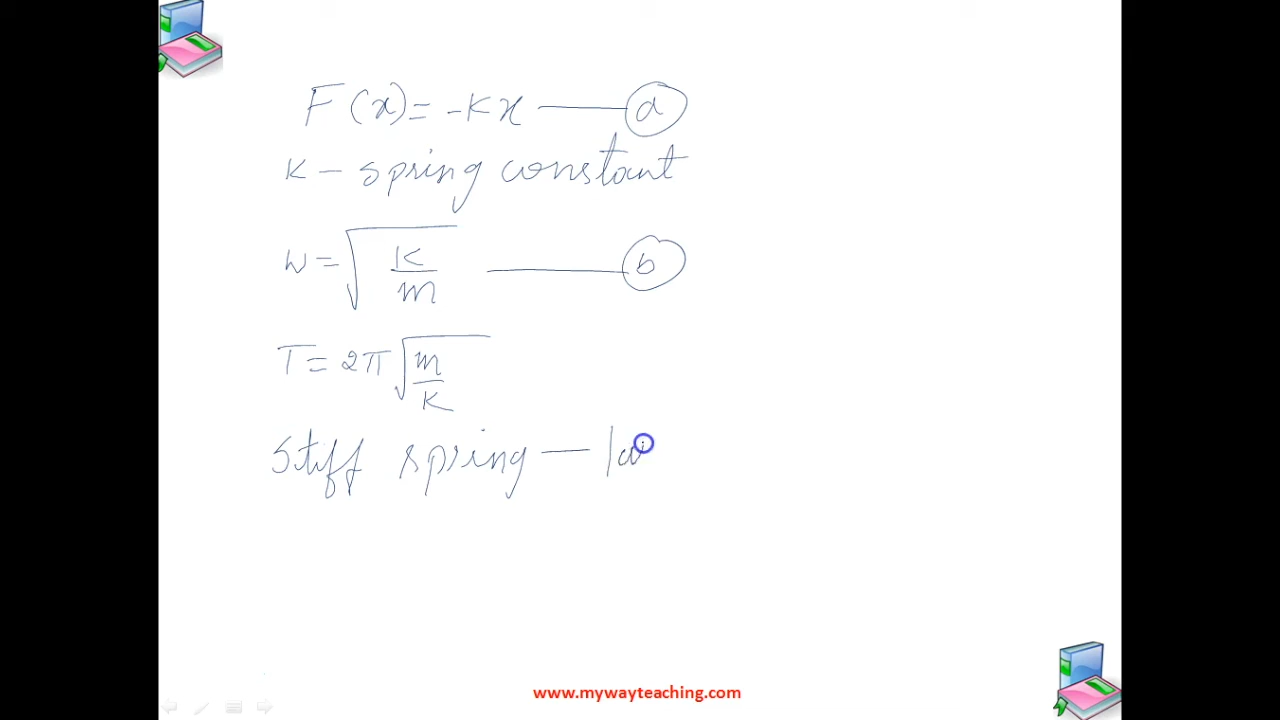 F(x) = -kx — a
k - spring constant
w = √k/m — b
T = 2π √m/k
Stiff spring —
www.mywayteaching.com